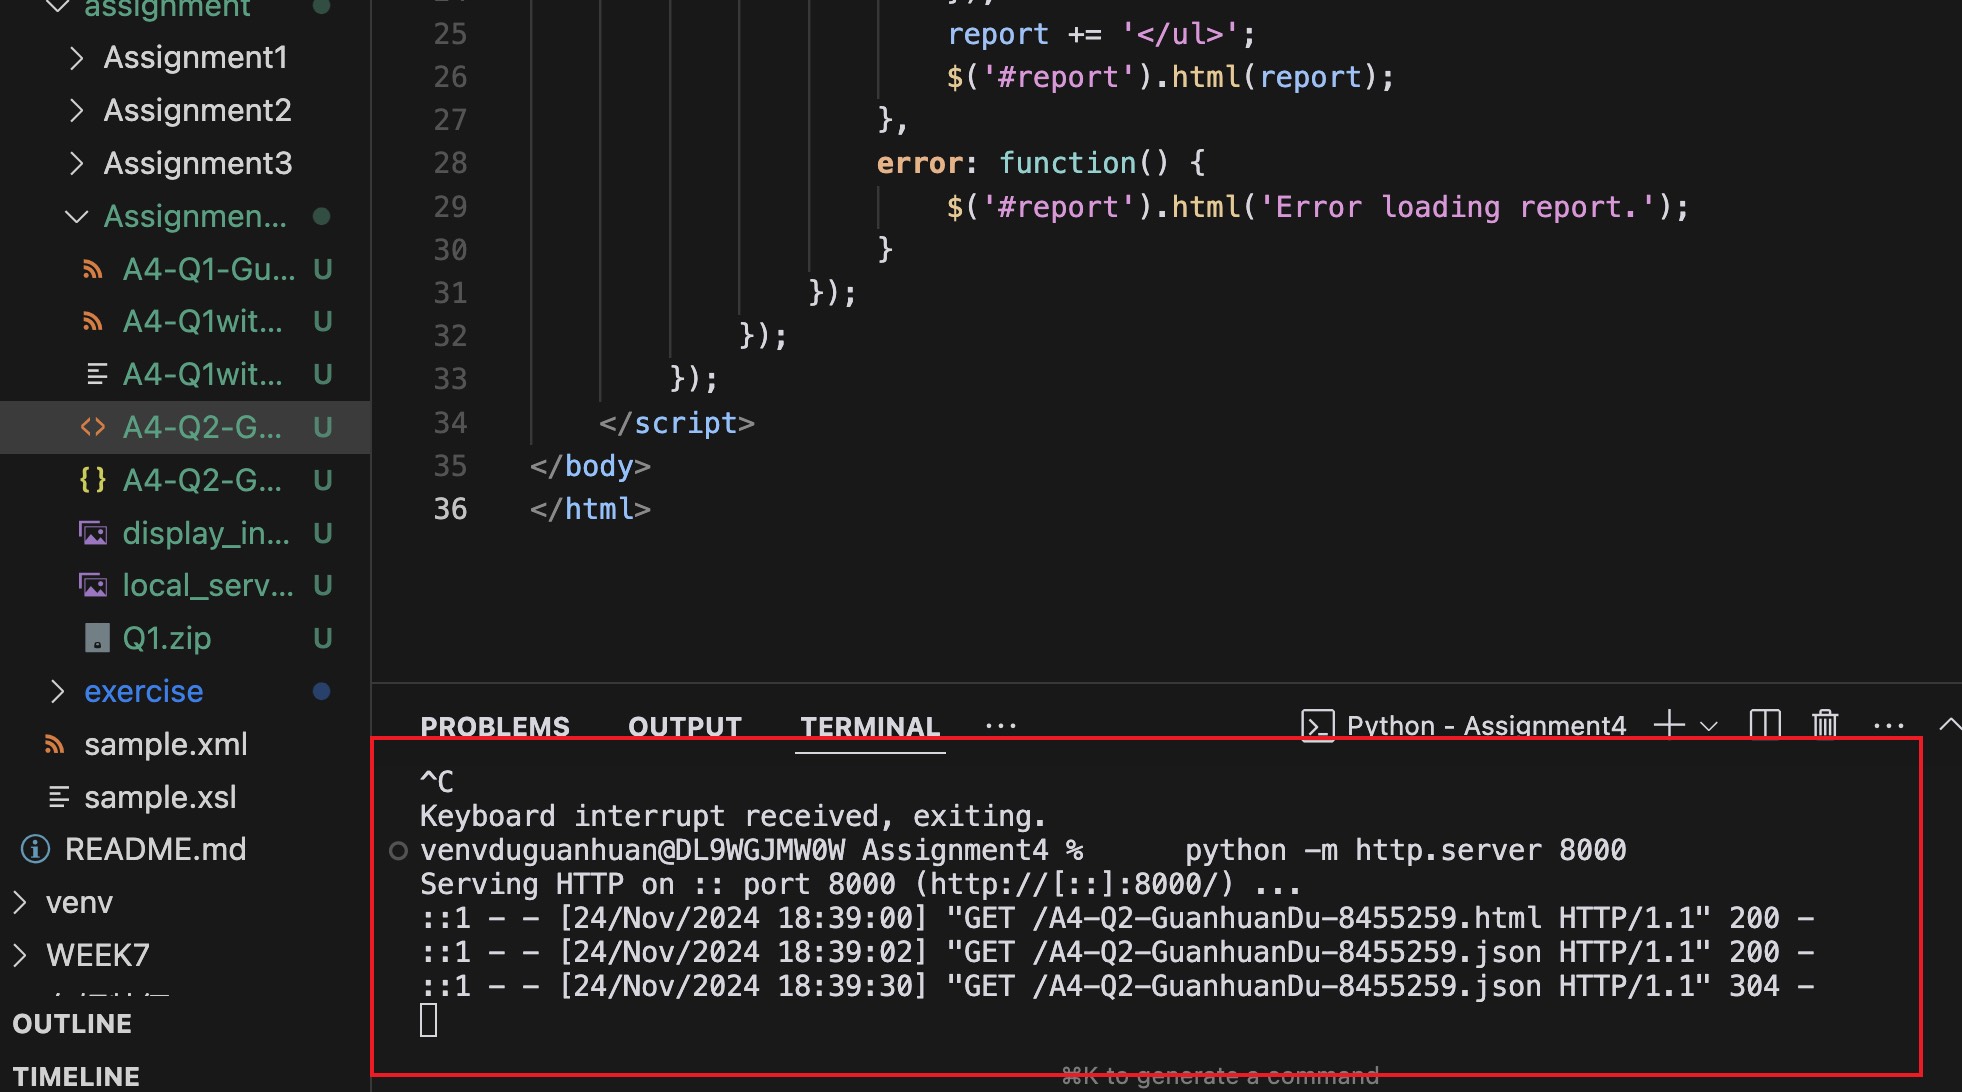 assignment
Assignment1
Assignment2
Assignment3
Assignmen...
A4-Q1-Gu... U
A4-Q1wit... U
A4-Q1wit... U
A4-Q2-G... U
{} A4-Q2-G... U
display_in... U
local_serv... U
Q1.zip U
exercise
sample.xml
sample.xsl
README.md
venv
WEEK7
OUTLINE
TIMELINE
25 report += '</ul>';
26 $('#report').html(report);
27 },
28 error: function() {
29 $('#report').html('Error loading report.');
30 }
31 });
32 });
33 });
34 </script>
35 </body>
36 </html>
PROBLEMS OUTPUT TERMINAL ... Python - Assignment4 ...
^C
Keyboard interrupt received, exiting.
venvduguanhuan@DL9WGJMW0W Assignment4 % python -m http.server 8000
Serving HTTP on :: port 8000 (http://[::]:8000/) ...
::1 - - [24/Nov/2024 18:39:00] "GET /A4-Q2-GuanhuanDu-8455259.html HTTP/1.1" 200 -
::1 - - [24/Nov/2024 18:39:02] "GET /A4-Q2-GuanhuanDu-8455259.json HTTP/1.1" 200 -
::1 - - [24/Nov/2024 18:39:30] "GET /A4-Q2-GuanhuanDu-8455259.json HTTP/1.1" 304 -
⌘K to generate a command